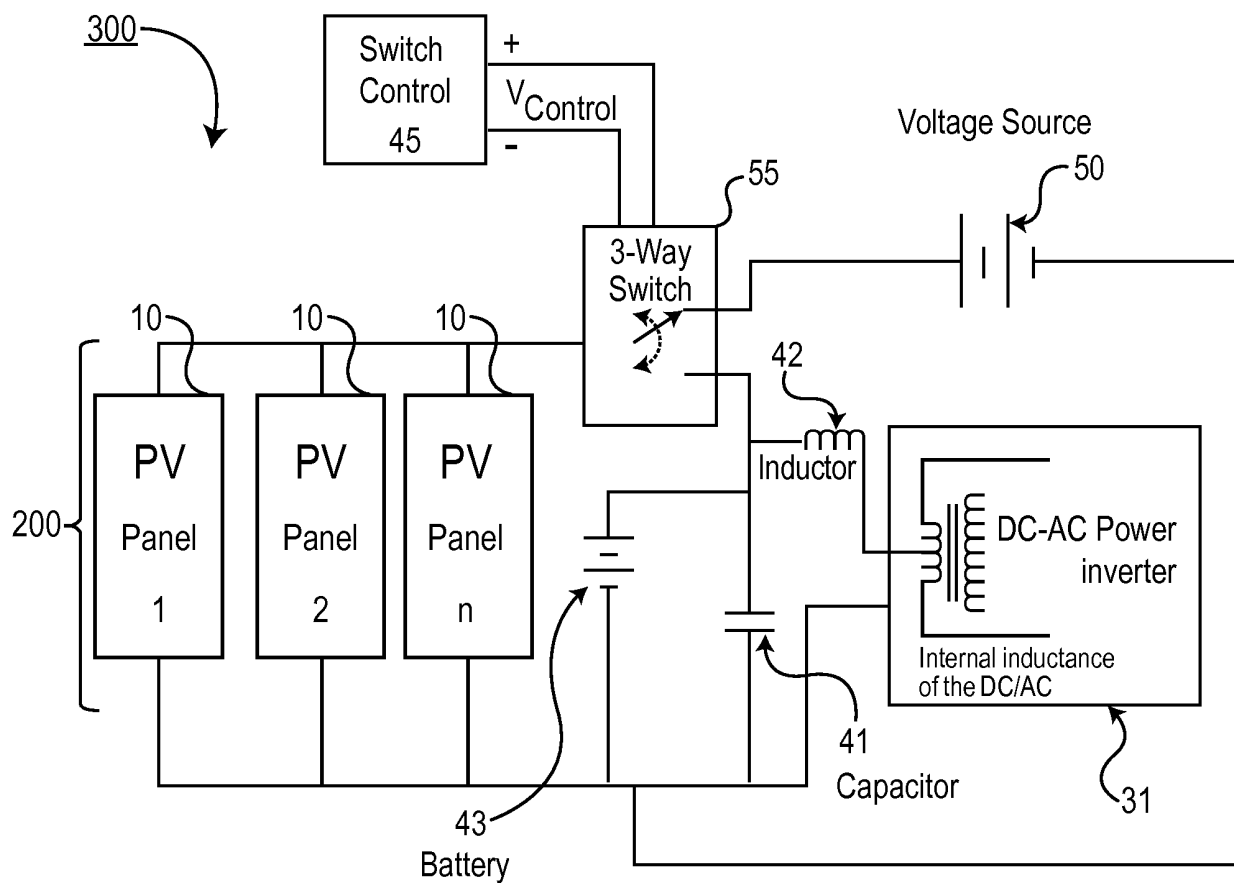 300
Switch
Control
45
+
VControl
-
Voltage Source
50
55
3-Way
Switch
10
10
10
42
Inductor
200
PV
Panel
1
PV
Panel
2
PV
Panel
n
DC-AC Power
inverter
Internal inductance
of the DC/AC
41
Capacitor
31
43
Battery